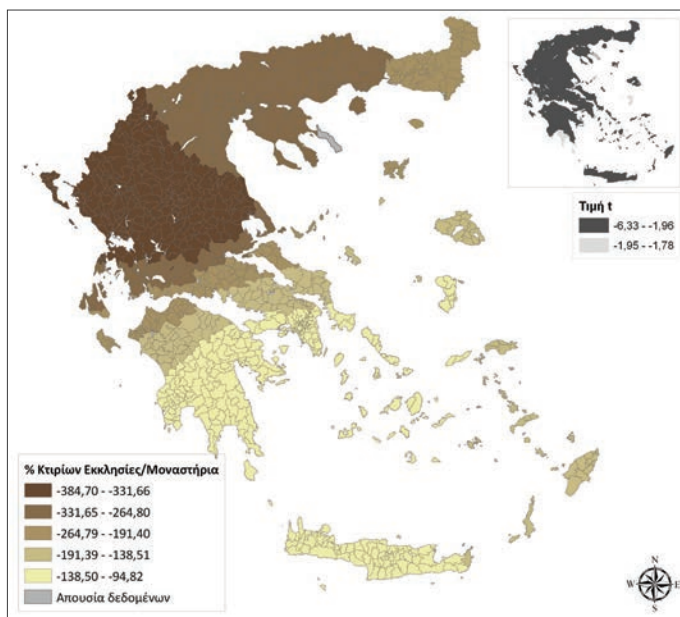 Τιμή t
-6,33 - -1,96
-1,95 - -1,78
% Κτιρίων Εκκλησίες/Μοναστήρια
-384,70 - -331,66
-331,65 - -264,80
-264,79 - -191,40
-191,39 - -138,51
-138,50 - -94,82
Απουσία δεδομένων
N
W E
S